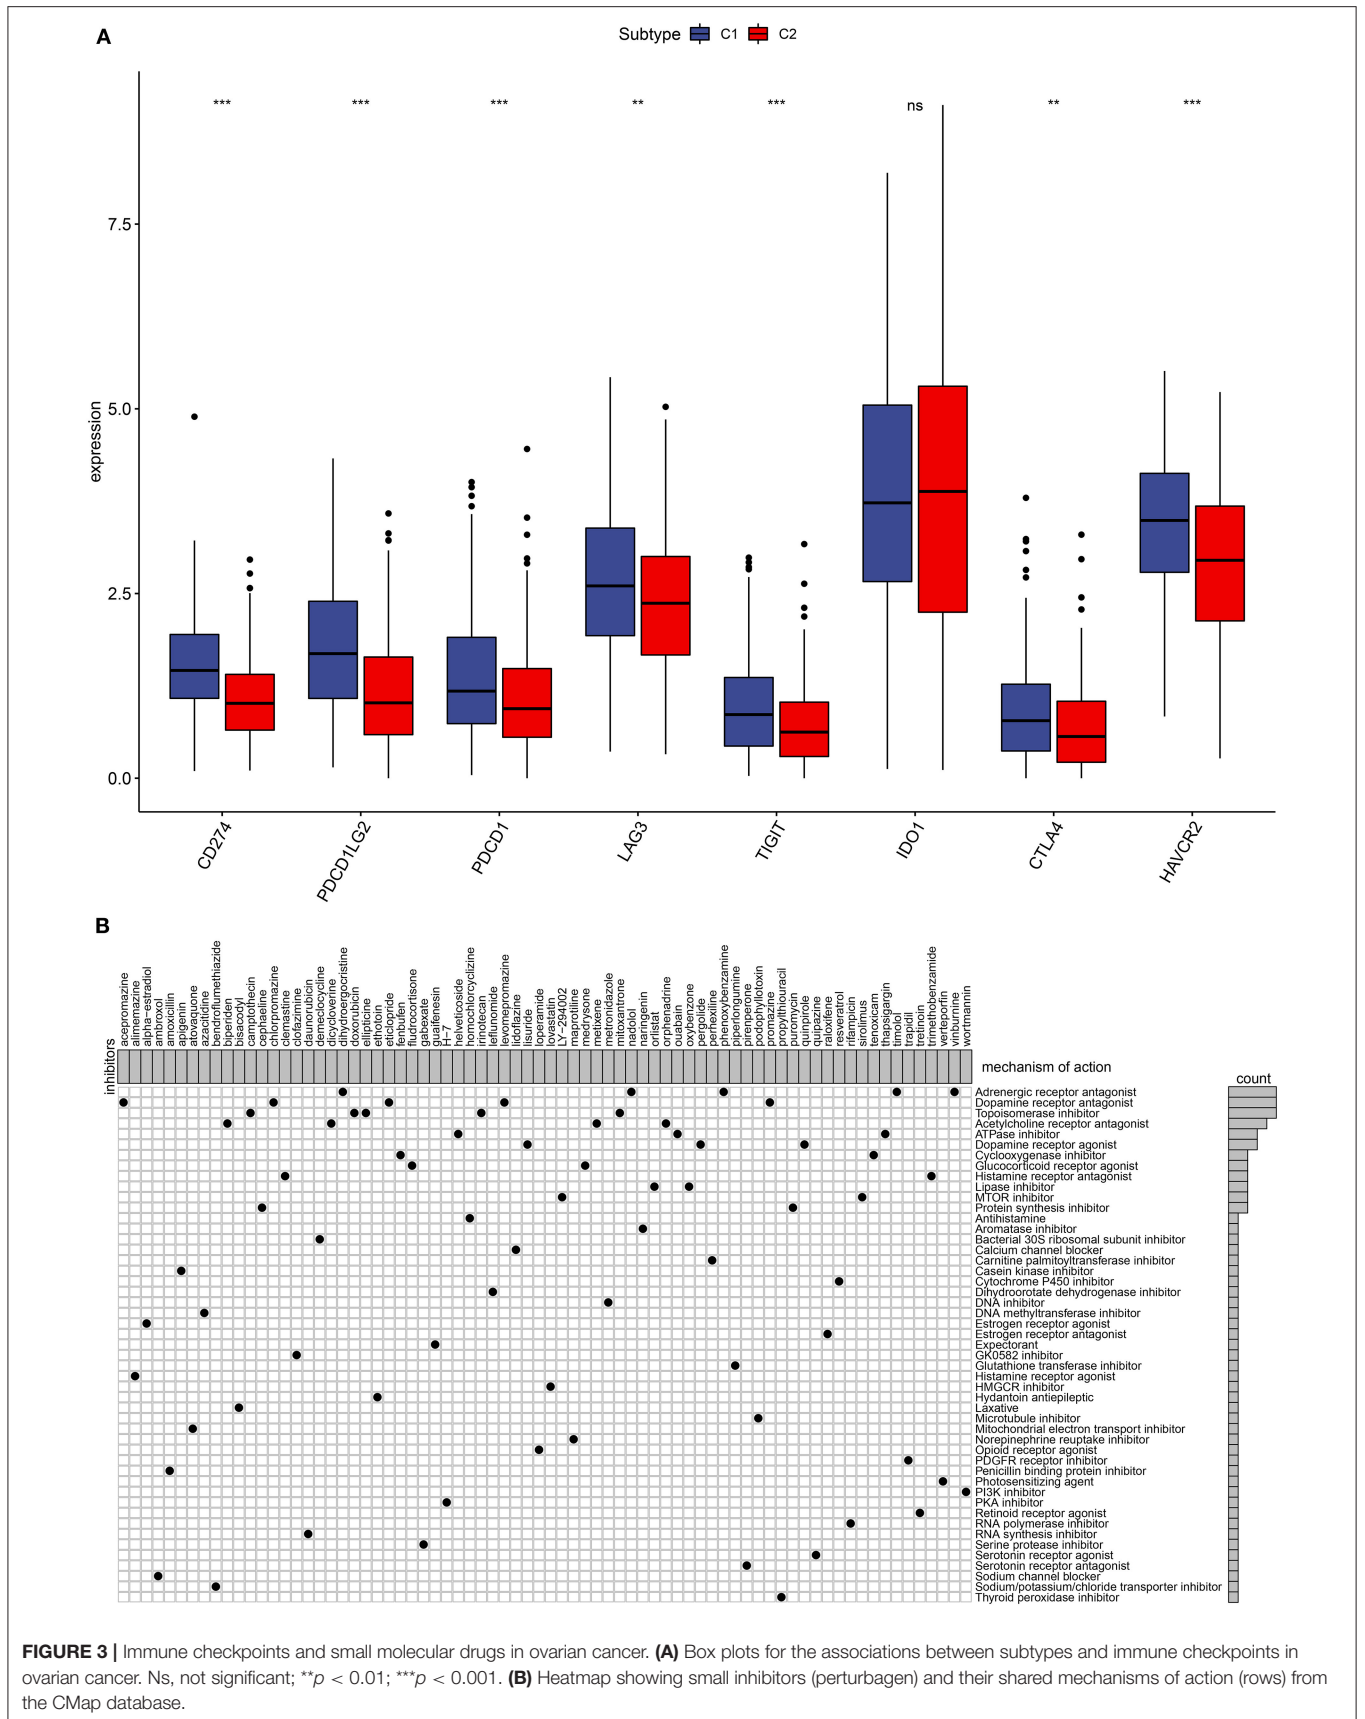 A
Subtype C1 C2
*** *** *** ** *** ns ** ***
7.5
5.0
2.5
0.0
expression
CD274 PDCD1LG2 PDCD1 LAG3 TIGIT IDO1 CTLA4 HAVCR2
B
inhibitors
acepromazine
alimemazine
alpha-estradiol
ambroxol
amoxicillin
apigenin
atovaquone
azacitidine
bendroflumethiazide
biperiden
bisacodyl
camptothecin
cephaeline
chlorpromazine
clemastine
clofazimine
daunorubicin
demeclocycline
dicycloverine
dihydroergocristine
doxorubicin
ellipticine
ethotoin
eticlopride
fenbufen
fludrocortisone
gabexate
guaifenesin
H-7
helveticoside
homochlorcyclizine
irinotecan
leflunomide
levomepromazine
lidoflazine
lisuride
loperamide
lovastatin
LY-294002
maprotiline
medrysone
metixene
metronidazole
mitoxantrone
nadolol
naringenin
orlistat
orphenadrine
ouabain
oxybenzone
pergolide
perhexiline
phenoxybenzamine
piperlongumine
pirenperone
podophyllotoxin
promazine
propylthiouracil
puromycin
quinpirole
quipazine
raloxifene
resveratrol
rifampicin
sirolimus
tenoxicam
thapsigargin
timolol
trapidil
tretinoin
trimethobenzamide
verteporfin
vinburnine
wortmannin
mechanism of action
count
Adrenergic receptor antagonist
Dopamine receptor antagonist
Topoisomerase inhibitor
Acetylcholine receptor antagonist
ATPase inhibitor
Dopamine receptor agonist
Cyclooxygenase inhibitor
Glucocorticoid receptor agonist
Histamine receptor antagonist
Lipase inhibitor
MTOR inhibitor
Protein synthesis inhibitor
Antihistamine
Aromatase inhibitor
Bacterial 30S ribosomal subunit inhibitor
Calcium channel blocker
Carnitine palmitoyltransferase inhibitor
Casein kinase inhibitor
Cytochrome P450 inhibitor
Dihydroorotate dehydrogenase inhibitor
DNA inhibitor
DNA methyltransferase inhibitor
Estrogen receptor agonist
Estrogen receptor antagonist
Expectorant
GK0582 inhibitor
Glutathione transferase inhibitor
Histamine receptor agonist
HMGCR inhibitor
Hydantoin antiepileptic
Laxative
Microtubule inhibitor
Mitochondrial electron transport inhibitor
Norepinephrine reuptake inhibitor
Opioid receptor agonist
PDGFR receptor inhibitor
Penicillin binding protein inhibitor
Photosensitizing agent
PI3K inhibitor
PKA inhibitor
Retinoid receptor agonist
RNA polymerase inhibitor
RNA synthesis inhibitor
Serine protease inhibitor
Serotonin receptor agonist
Serotonin receptor antagonist
Sodium channel blocker
Sodium/potassium/chloride transporter inhibitor
Thyroid peroxidase inhibitor
FIGURE 3 | Immune checkpoints and small molecular drugs in ovarian cancer. (A) Box plots for the associations between subtypes and immune checkpoints in
ovarian cancer. Ns, not significant; **p < 0.01; ***p < 0.001. (B) Heatmap showing small inhibitors (perturbagen) and their shared mechanisms of action (rows) from
the CMap database.